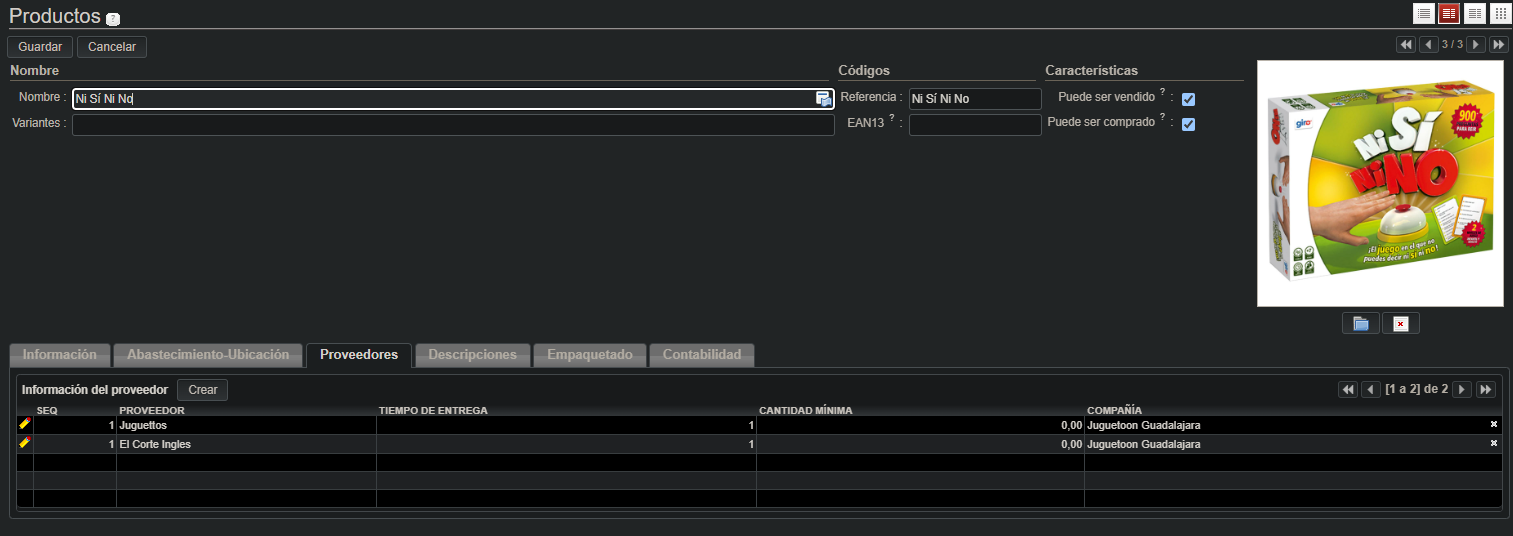 Productos ?
Guardar Cancelar
3 / 3
Nombre Códigos Características
Nombre : Ni Sí Ni No Referencia : Ni Sí Ni No Puede ser vendido ? :
Variantes : EAN13 ? : Puede ser comprado ? :
giro
900
PARA REIR
Ni SÍ
Ni NO
2
¡El juego en el que no
puedes decir ni sí ni no!
Información Abastecimiento-Ubicación Proveedores Descripciones Empaquetado Contabilidad
Información del proveedor Crear [1 a 2] de 2
SEQ PROVEEDOR TIEMPO DE ENTREGA CANTIDAD MÍNIMA COMPAÑÍA
1 Juguettos 1 0,00 Juguetoon Guadalajara
1 El Corte Ingles 1 0,00 Juguetoon Guadalajara